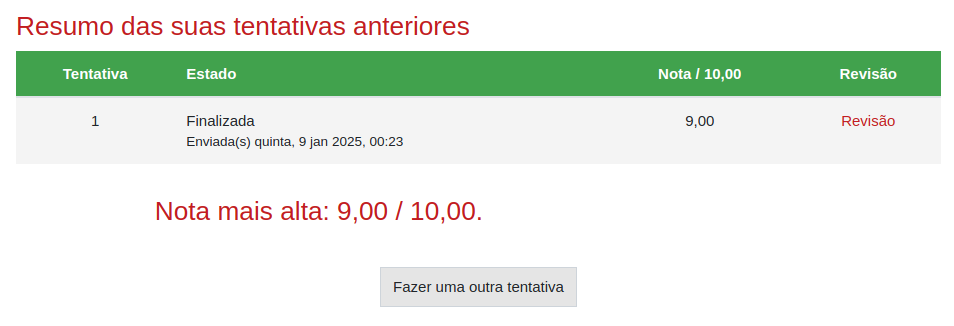 Resumo das suas tentativas anteriores
Tentativa Estado Nota / 10,00 Revisão
1 Finalizada 9,00 Revisão
Enviada(s) quinta, 9 jan 2025, 00:23
Nota mais alta: 9,00 / 10,00.
Fazer uma outra tentativa